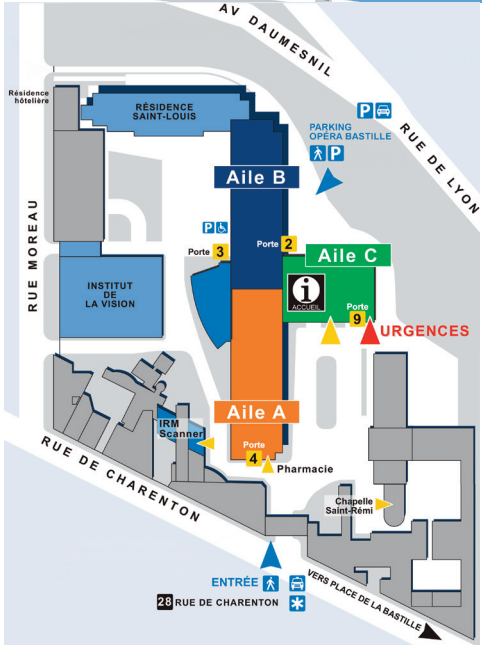 AV DAUMESNIL
Résidence
hôtelière
RÉSIDENCE
SAINT-LOUIS
P
PARKING
OPÉRA BASTILLE
P
RUE DE LYON
Aile B
RUE MOREAU
P
Porte
3
Porte
2
Aile C
INSTITUT
DE
LA VISION
i
ACCUEIL
Porte
9
URGENCES
Aile A
IRM
Scanner
Porte
4
Pharmacie
RUE DE CHARENTON
Chapelle
Saint-Rémi
ENTRÉE
28 RUE DE CHARENTON
VERS PLACE DE LA BASTILLE